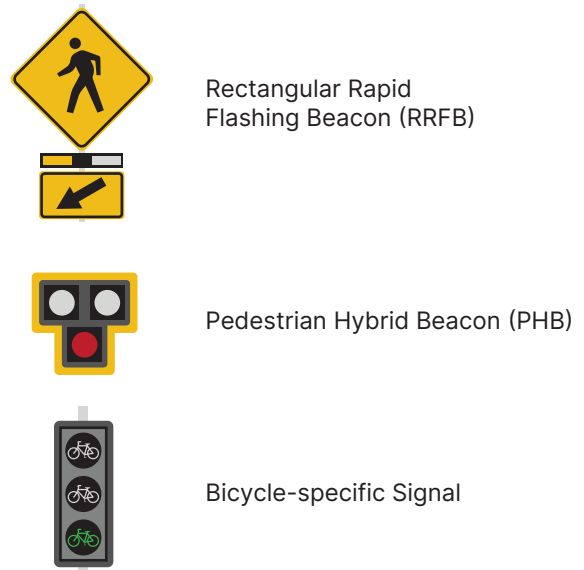 Rectangular Rapid
Flashing Beacon (RRFB)
Pedestrian Hybrid Beacon (PHB)
Bicycle-specific Signal